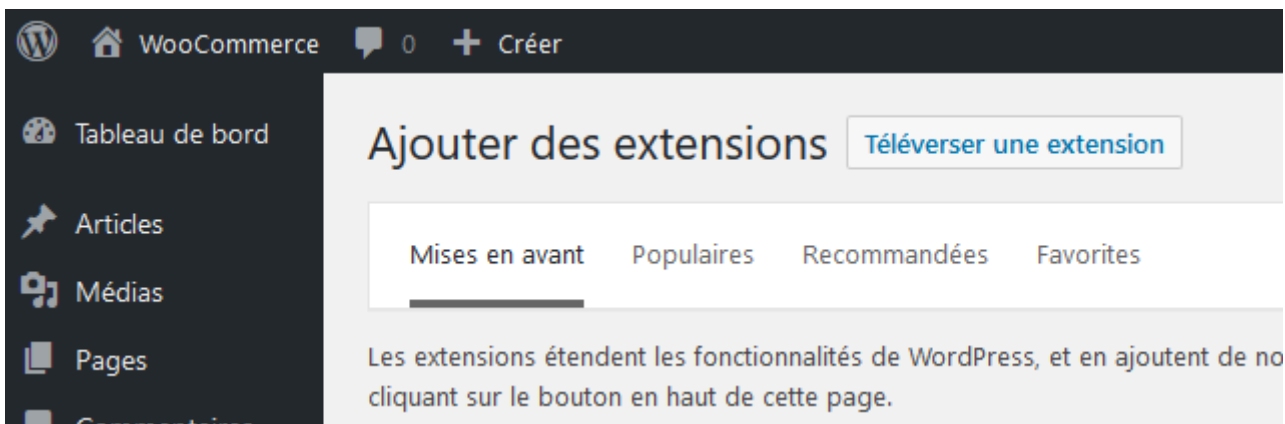 WooCommerce 0 Créer
Tableau de bord
Ajouter des extensions Téléverser une extension
Articles
Mises en avant Populaires Recommandées Favorites
Médias
Pages
Les extensions étendent les fonctionnalités de WordPress, et en ajoutent de no
cliquant sur le bouton en haut de cette page.